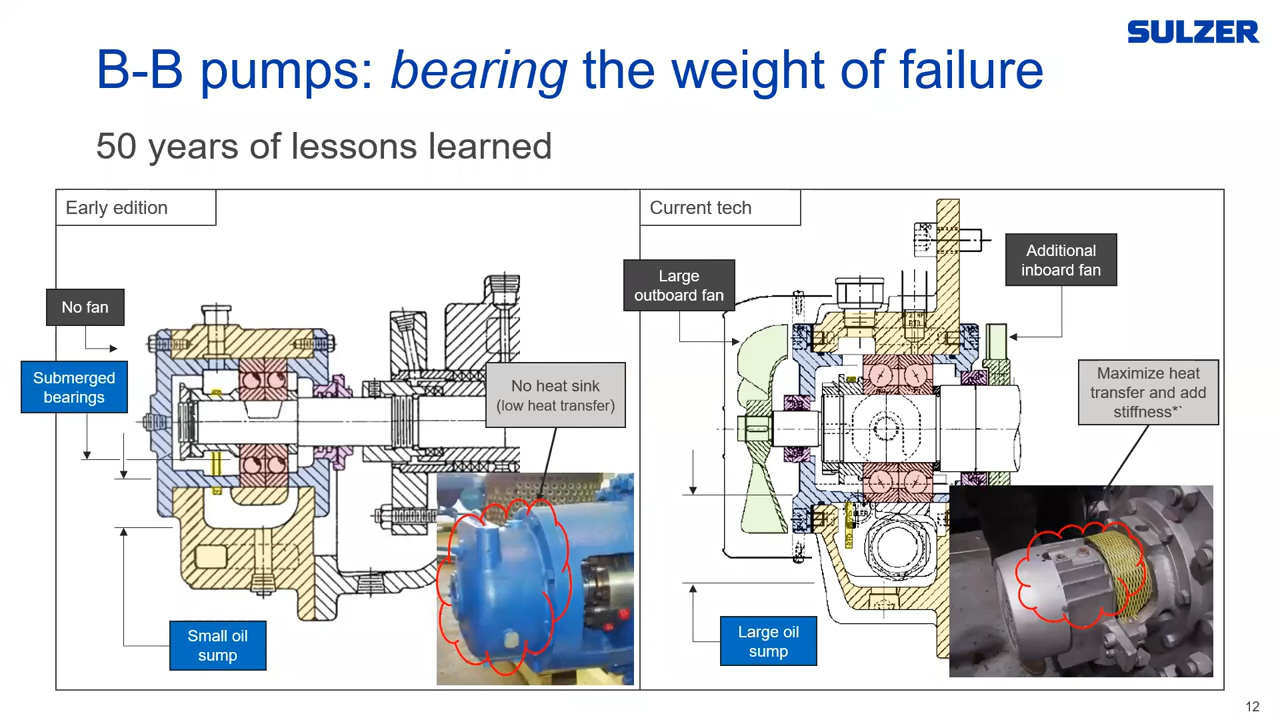 SULZER
B-B pumps: bearing the weight of failure
50 years of lessons learned
Early edition
No fan
Submerged
bearings
Small oil
sump
No heat sink
(low heat transfer)
Current tech
Large
outboard fan
Additional
inboard fan
Maximize heat
transfer and add
stiffness*`
Large oil
sump
12